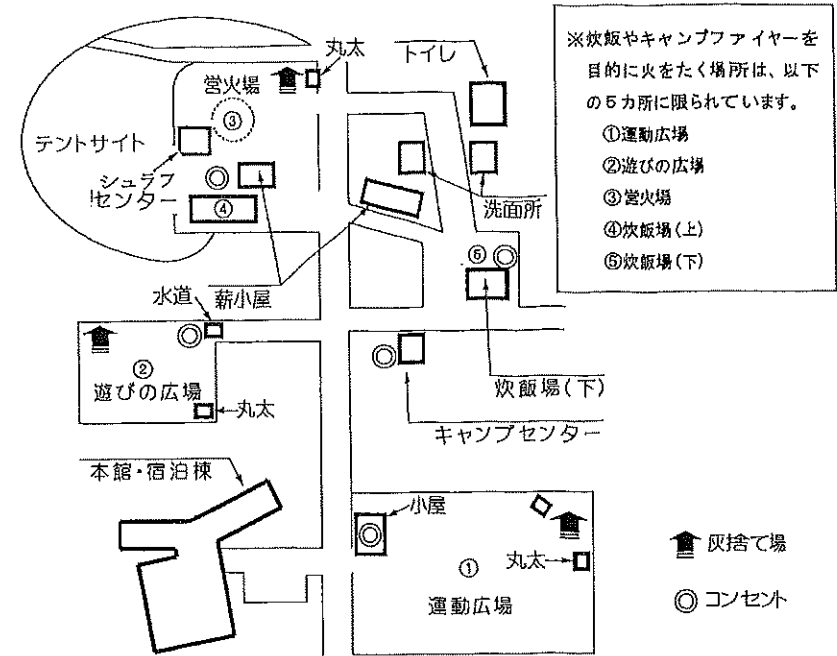 丸太
トイレ
営火場
③
テントサイト
シュラフ
センター
④
洗面所
⑤
水道
薪小屋
②
遊びの広場
丸太
炊飯場(下)
キャンプセンター
本館・宿泊棟
小屋
丸太
①
運動広場
※炊飯やキャンプファイヤーを
目的に火をたく場所は、以下
の5カ所に限られています。
①運動広場
②遊びの広場
③営火場
④炊飯場(上)
⑤炊飯場(下)
灰捨て場
コンセント